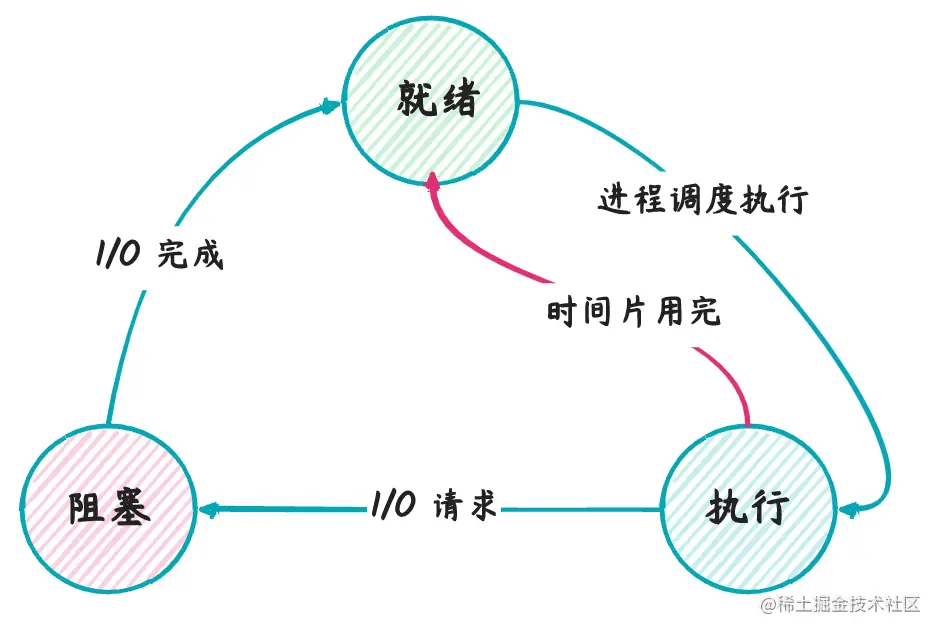 就绪
进程调度执行
I/O 完成
时间片用完
阻塞
I/O 请求
执行
@稀土掘金技术社区